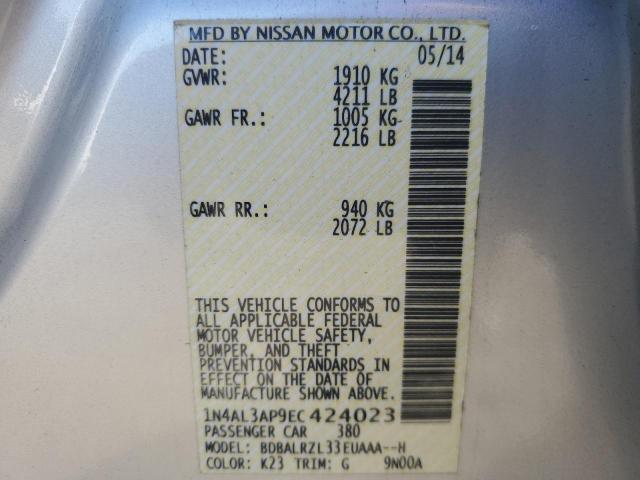 MFD BY NISSAN MOTOR CO., LTD.
DATE: 05/14
GVWR: 1910 KG
4211 LB
GAWR FR.: 1005 KG
2216 LB
GAWR RR.: 940 KG
2072 LB
THIS VEHICLE CONFORMS TO
ALL APPLICABLE FEDERAL
MOTOR VEHICLE SAFETY,
BUMPER, AND THEFT
PREVENTION STANDARDS IN
EFFECT ON THE DATE OF
MANUFACTURE SHOWN ABOVE.
1N4AL3AP9EC424023
PASSENGER CAR 380
MODEL: BDBALRZL33EUAAA--H
COLOR: K23 TRIM: G 9N00A